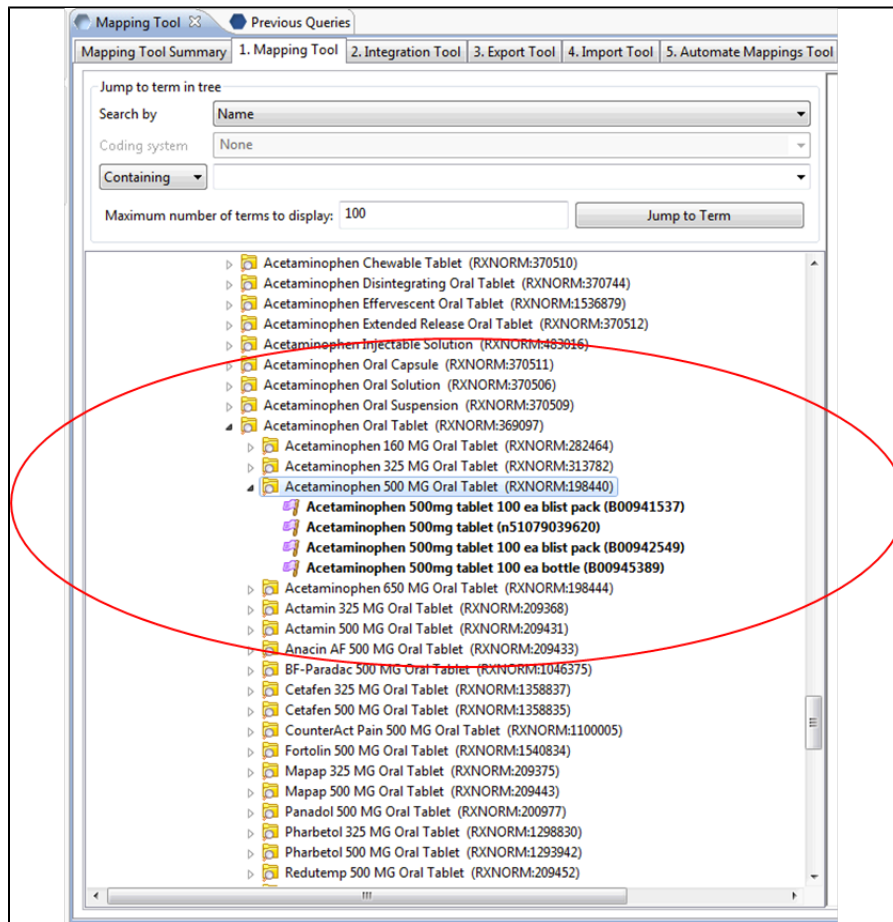 Mapping Tool Previous Queries
Mapping Tool Summary 1. Mapping Tool 2. Integration Tool 3. Export Tool 4. Import Tool 5. Automate Mappings Tool
Jump to term in tree
Search by Name
Coding system None
Containing
Maximum number of terms to display: 100 Jump to Term
Acetaminophen Chewable Tablet (RXNORM:370510)
Acetaminophen Disintegrating Oral Tablet (RXNORM:370744)
Acetaminophen Effervescent Oral Tablet (RXNORM:1536879)
Acetaminophen Extended Release Oral Tablet (RXNORM:370512)
Acetaminophen Injectable Solution (RXNORM:483016)
Acetaminophen Oral Capsule (RXNORM:370511)
Acetaminophen Oral Solution (RXNORM:370506)
Acetaminophen Oral Suspension (RXNORM:370509)
Acetaminophen Oral Tablet (RXNORM:369097)
Acetaminophen 160 MG Oral Tablet (RXNORM:282464)
Acetaminophen 325 MG Oral Tablet (RXNORM:313782)
Acetaminophen 500 MG Oral Tablet (RXNORM:198440)
Acetaminophen 500mg tablet 100 ea blist pack (B00941537)
Acetaminophen 500mg tablet (n51079039620)
Acetaminophen 500mg tablet 100 ea blist pack (B00942549)
Acetaminophen 500mg tablet 100 ea bottle (B00945389)
Acetaminophen 650 MG Oral Tablet (RXNORM:198444)
Actamin 325 MG Oral Tablet (RXNORM:209368)
Actamin 500 MG Oral Tablet (RXNORM:209431)
Anacin AF 500 MG Oral Tablet (RXNORM:209433)
BF-Paradac 500 MG Oral Tablet (RXNORM:1046375)
Cetafen 325 MG Oral Tablet (RXNORM:1358837)
Cetafen 500 MG Oral Tablet (RXNORM:1358835)
CounterAct Pain 500 MG Oral Tablet (RXNORM:1100005)
Fortolin 500 MG Oral Tablet (RXNORM:1540834)
Mapap 325 MG Oral Tablet (RXNORM:209375)
Mapap 500 MG Oral Tablet (RXNORM:209443)
Panadol 500 MG Oral Tablet (RXNORM:200977)
Pharbetol 325 MG Oral Tablet (RXNORM:1298830)
Pharbetol 500 MG Oral Tablet (RXNORM:1293942)
Redutemp 500 MG Oral Tablet (RXNORM:209452)